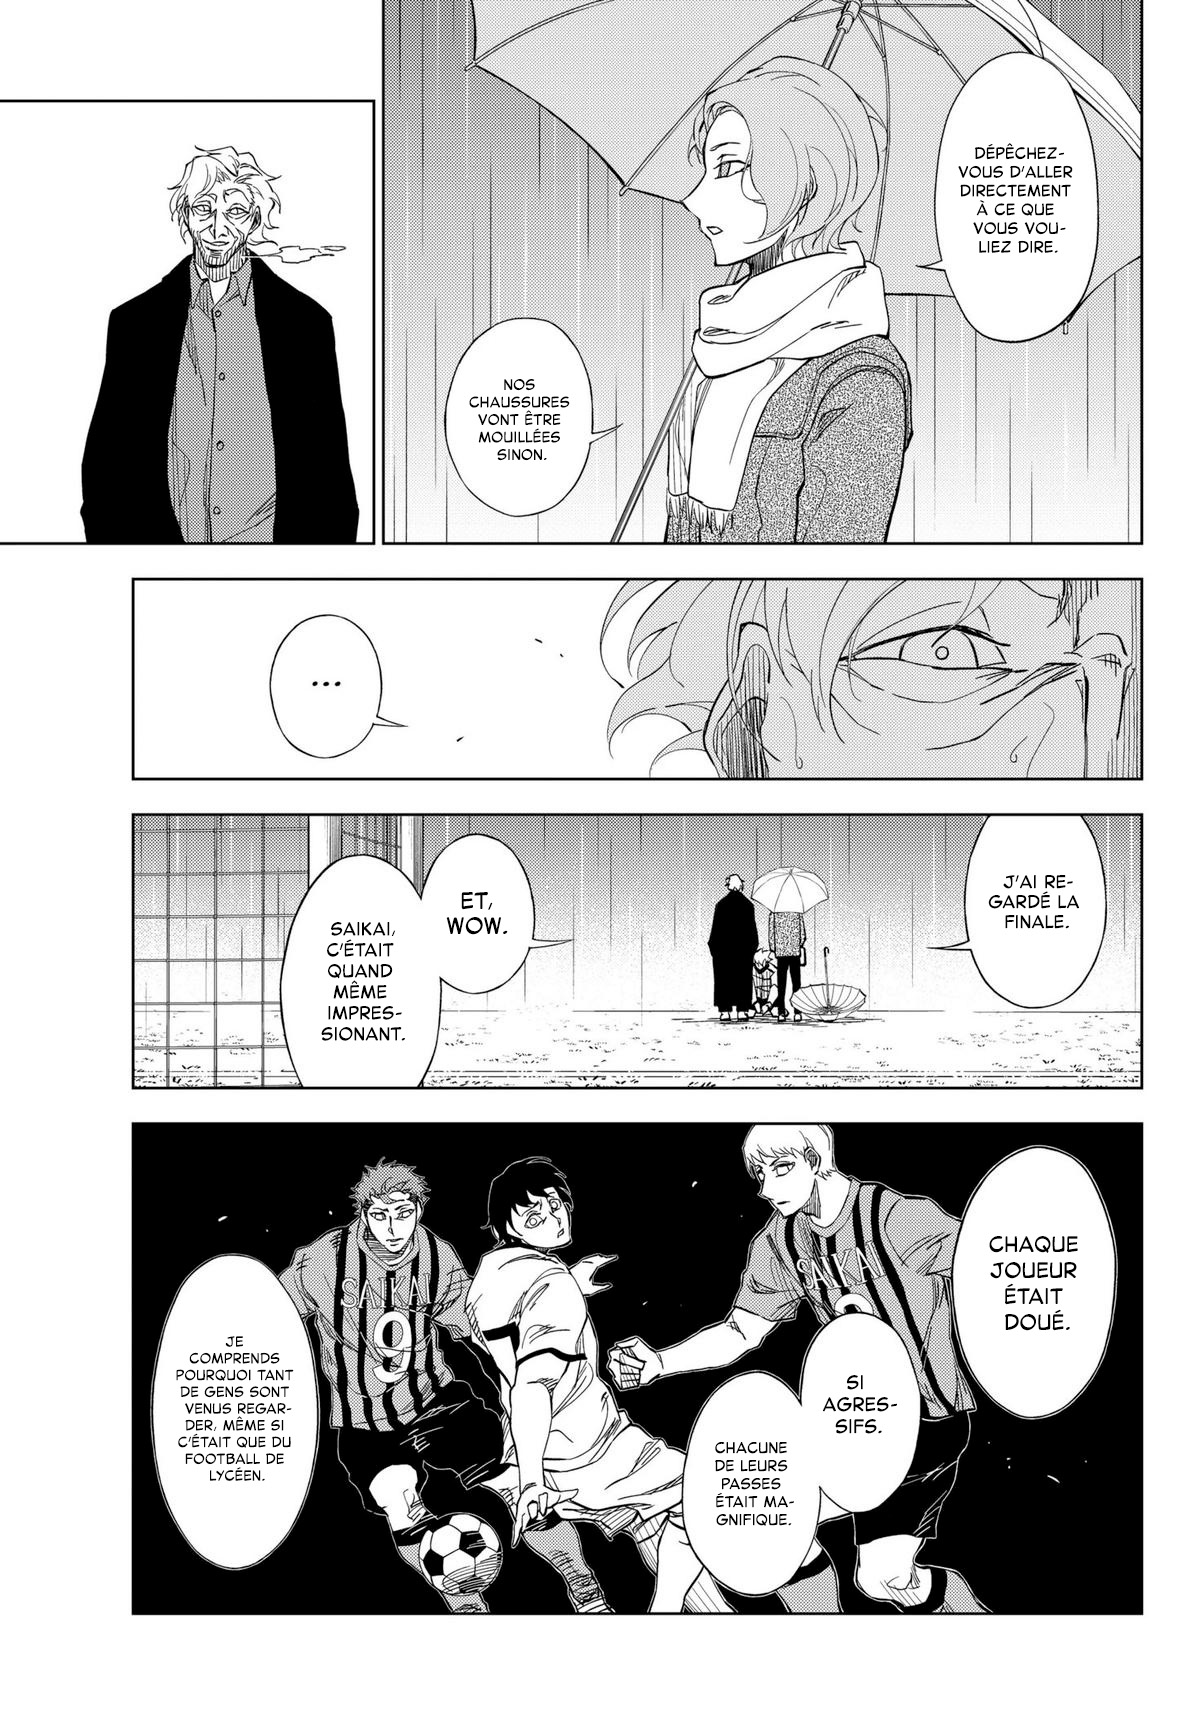 DÉPÊCHEZ-
VOUS D'ALLER
DIRECTEMENT
À CE QUE
VOUS VOU-
LIEZ DIRE.
NOS
CHAUSSURES
VONT ÊTRE
MOUILLÉES
SINON.
...
J'AI RE-
GARDÉ LA
FINALE.
ET,
WOW.
SAIKAI,
C'ÉTAIT
QUAND
MÊME
IMPRES-
SIONANT.
CHAQUE
JOUEUR
ÉTAIT
DOUÉ.
SI
AGRES-
SIFS.
CHACUNE
DE LEURS
PASSES
ÉTAIT MA-
GNIFIQUE.
SAIKAI
SAIKAI
9
JE
COMPRENDS
POURQUOI TANT
DE GENS SONT
VENUS REGAR-
DER, MÊME SI
C'ÉTAIT QUE DU
FOOTBALL DE
LYCÉEN.